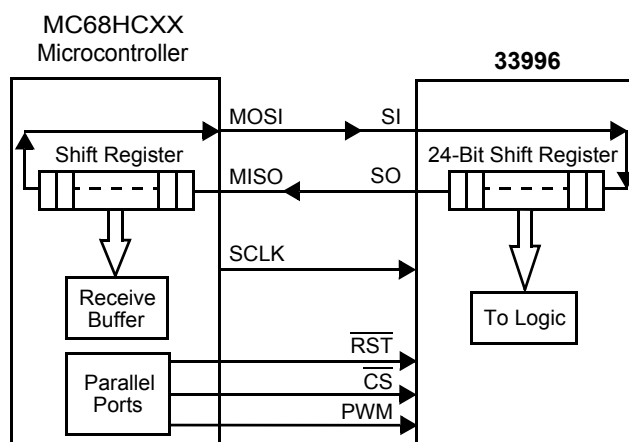 MC68HCXX
Microcontroller
33996
MOSI
SI
Shift Register
24-Bit Shift Register
MISO
SO
SCLK
Receive
Buffer
To Logic
RST
Parallel
Ports
CS
PWM